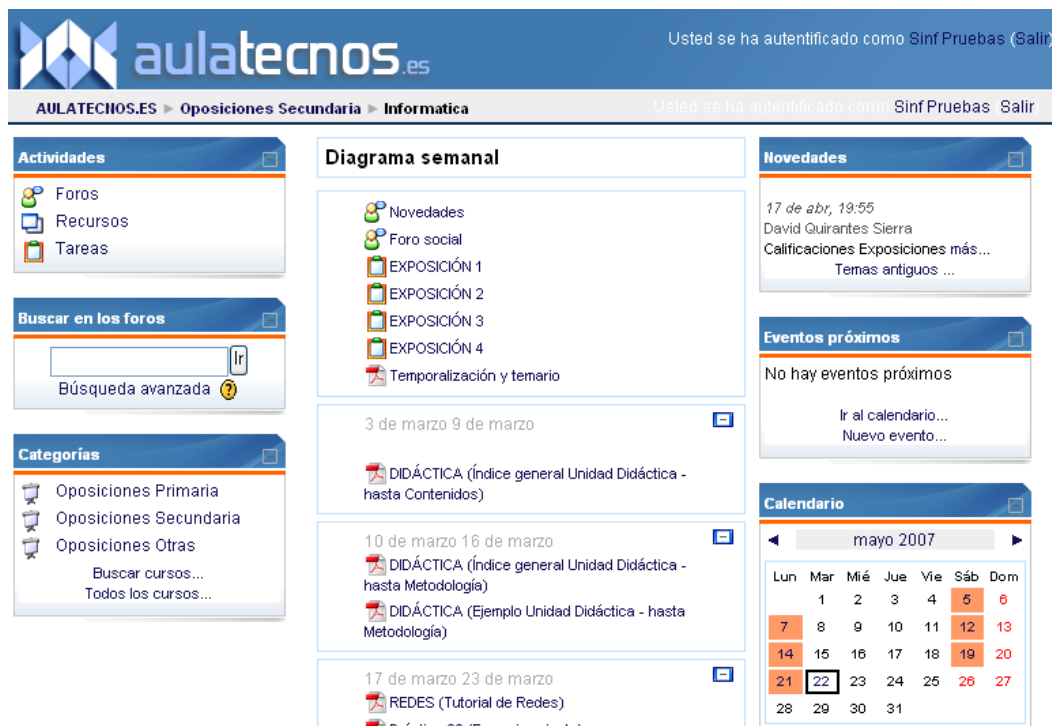 aulatecnos.es
Usted se ha autentificado como Sinf Pruebas (Salir)
AULATECNOS.ES ► Oposiciones Secundaria ► Informatica
Usted se ha autentificado como Sinf Pruebas (Salir)
Actividades
Foros
Recursos
Tareas
Buscar en los foros
Ir
Búsqueda avanzada ?
Categorías
Oposiciones Primaria
Oposiciones Secundaria
Oposiciones Otras
Buscar cursos...
Todos los cursos...
Diagrama semanal
Novedades
Foro social
EXPOSICIÓN 1
EXPOSICIÓN 2
EXPOSICIÓN 3
EXPOSICIÓN 4
Temporalización y temario
3 de marzo 9 de marzo
DIDÁCTICA (Índice general Unidad Didáctica -
hasta Contenidos)
10 de marzo 16 de marzo
DIDÁCTICA (Índice general Unidad Didáctica -
hasta Metodología)
DIDÁCTICA (Ejemplo Unidad Didáctica - hasta
Metodología)
17 de marzo 23 de marzo
REDES (Tutorial de Redes)
Novedades
17 de abr, 19:55
David Quirantes Sierra
Calificaciones Exposiciones más...
Temas antiguos ...
Eventos próximos
No hay eventos próximos
Ir al calendario...
Nuevo evento...
Calendario
◄ mayo 2007 ►
Lun Mar Mié Jue Vie Sáb Dom
1 2 3 4 5 6
7 8 9 10 11 12 13
14 15 16 17 18 19 20
21 22 23 24 25 26 27
28 29 30 31